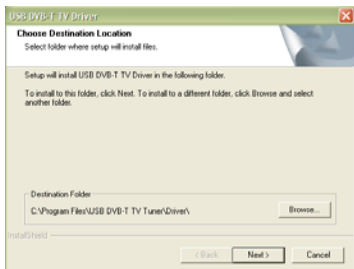 USB DVB-T TV Driver
Choose Destination Location
Select folder where setup will install files.
Setup will install USB DVB-T TV Driver in the following folder.
To install to this folder, click Next. To install to a different folder, click Browse and select
another folder.
Destination Folder
C:\Program Files\USB DVB-T TV Tuner\Driver\
Browse...
InstallShield
< Back
Next >
Cancel